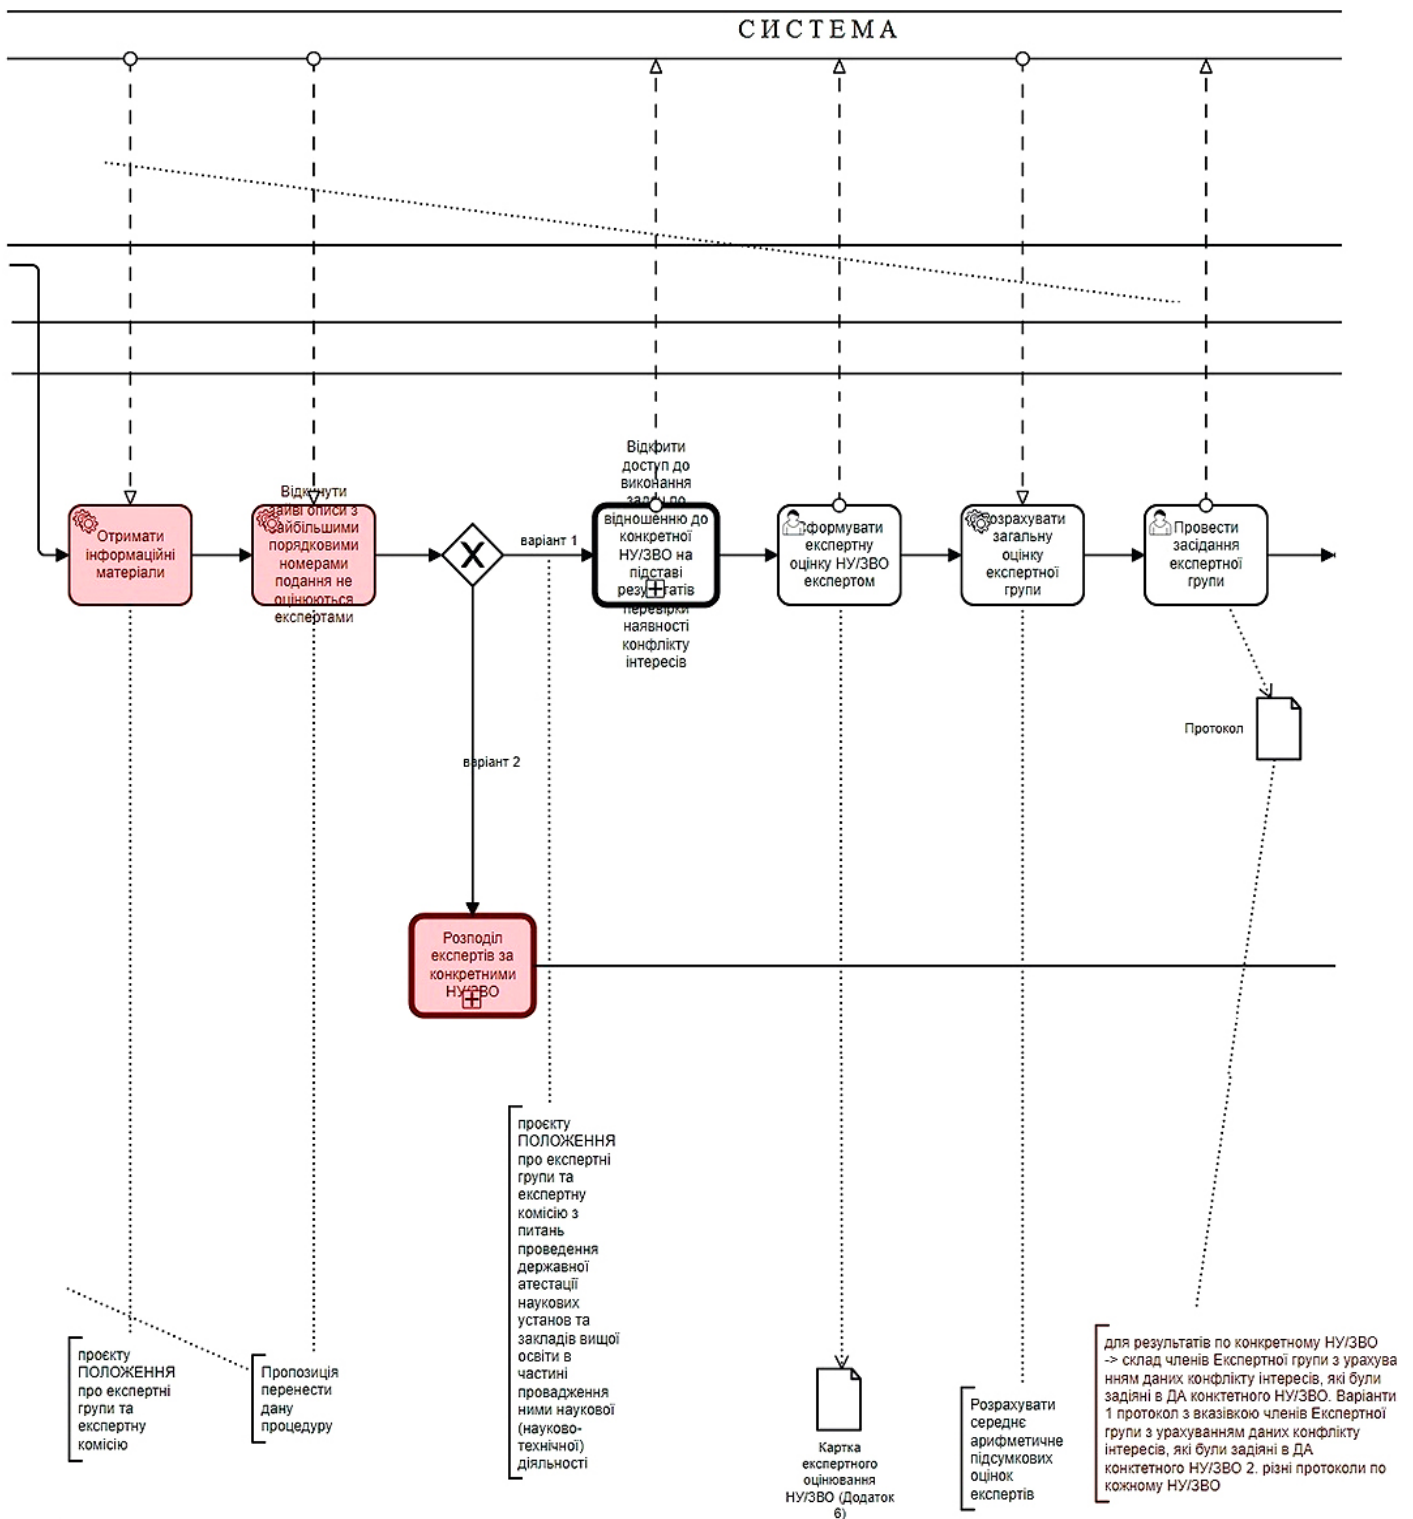 СИСТЕМА
Отримати
інформаційні
матеріали
Відкинути
зайві описи з
найбільшими
порядковими
номерами
подання не
оцінюються
експертами
варіант 1
Відкрити
доступ до
виконання
задач по
відношенню до
конкретної
НУ/ЗВО на
підставі
результатів
перевірки
наявності
конфлікту
інтересів
Сформувати
експертну
оцінку НУ/ЗВО
експертом
Розрахувати
загальну
оцінку
експертної
групи
Провести
засідання
експертної
групи
Протокол
варіант 2
Розподіл
експертів за
конкретними
НУ/ЗВО
проєкту
ПОЛОЖЕННЯ
про експертні
групи та
експертну
комісію
Пропозиція
перенести
дану
процедуру
проєкту
ПОЛОЖЕННЯ
про експертні
групи та
експертну
комісію з
питань
проведення
державної
атестації
наукових
установ та
закладів вищої
освіти в
частині
провадження
ними наукової
(науково-
технічної)
діяльності
Картка
експертного
оцінювання
НУ/ЗВО (Додаток
6)
Розрахувати
середнє
арифметичне
підсумкових
оцінок
експертів
для результатів по конкретному НУ/ЗВО
-> склад членів Експертної групи з урахува
нням даних конфлікту інтересів, які були
задіяні в ДА конктетного НУ/ЗВО. Варіанти
1 протокол з вказівкою членів Експертної
групи з урахуванням даних конфлікту
інтересів, які були задіяні в ДА
конктетного НУ/ЗВО 2. різні протоколи по
кожному НУ/ЗВО